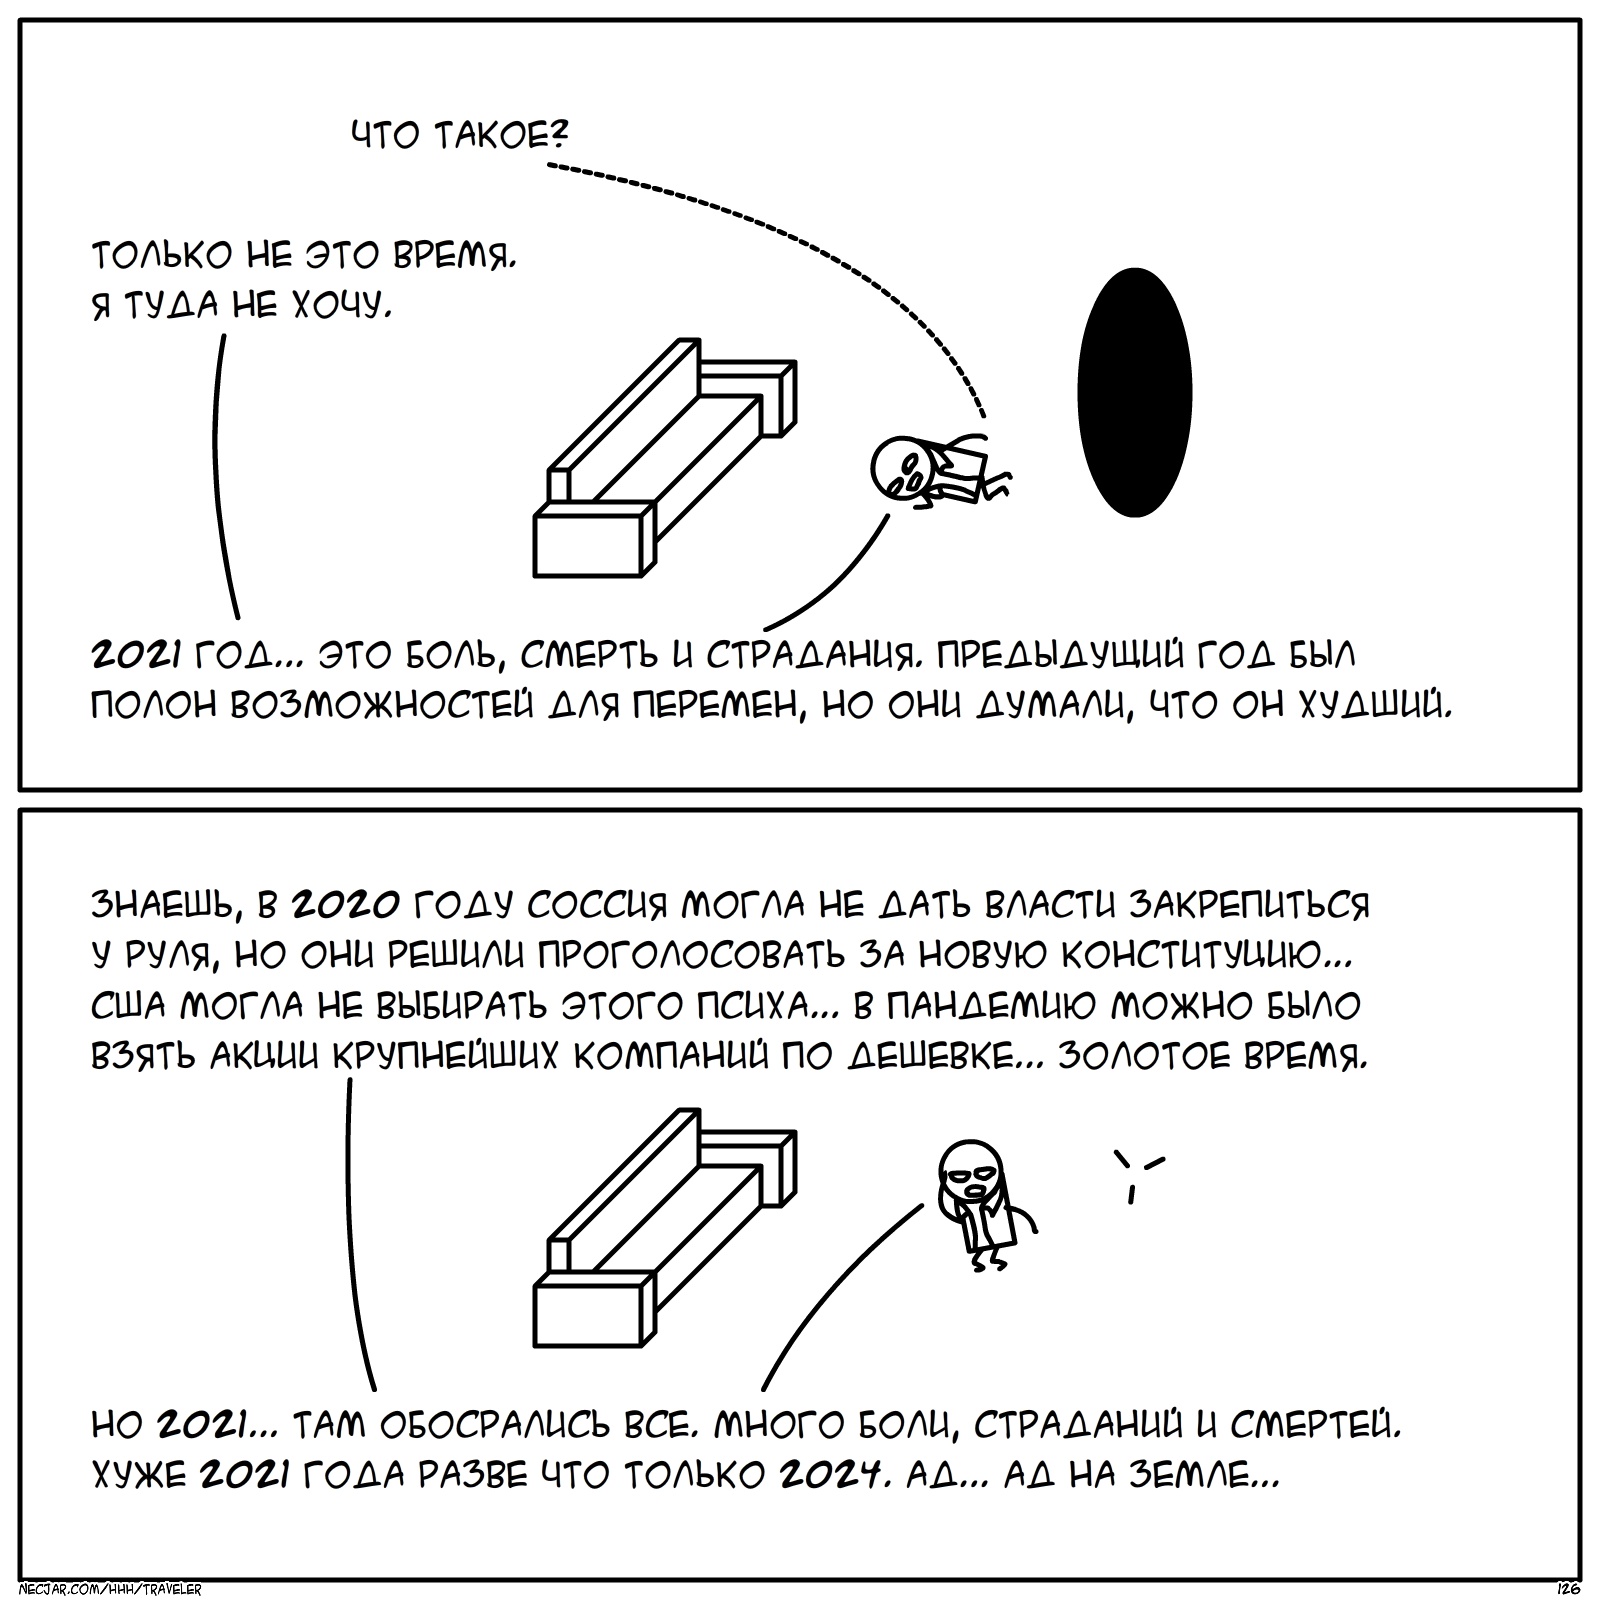 ЧТО ТАКОЕ?
ТОЛЬКО НЕ ЭТО ВРЕМЯ.
Я ТУДА НЕ ХОЧУ.
2021 ГОД... ЭТО БОЛЬ, СМЕРТЬ И СТРАДАНИЯ. ПРЕДЫДУЩИЙ ГОД БЫЛ
ПОЛОН ВОЗМОЖНОСТЕЙ ДЛЯ ПЕРЕМЕН, НО ОНИ ДУМАЛИ, ЧТО ОН ХУДШИЙ.
ЗНАЕШЬ, В 2020 ГОДУ СОССИЯ МОГЛА НЕ ДАТЬ ВЛАСТИ ЗАКРЕПИТЬСЯ
У РУЛЯ, НО ОНИ РЕШИЛИ ПРОГОЛОСОВАТЬ ЗА НОВУЮ КОНСТИТУЦИЮ...
США МОГЛА НЕ ВЫБИРАТЬ ЭТОГО ПСИХА... В ПАНДЕМИЮ МОЖНО БЫЛО
ВЗЯТЬ АКЦИИ КРУПНЕЙШИХ КОМПАНИЙ ПО ДЕШЕВКЕ... ЗОЛОТОЕ ВРЕМЯ.
НО 2021... ТАМ ОБОСРАЛИСЬ ВСЕ. МНОГО БОЛИ, СТРАДАНИЙ И СМЕРТЕЙ.
ХУЖЕ 2021 ГОДА РАЗВЕ ЧТО ТОЛЬКО 2024. АД... АД НА ЗЕМЛЕ...
NECJAR.COM/HHH/TRAVELER
126